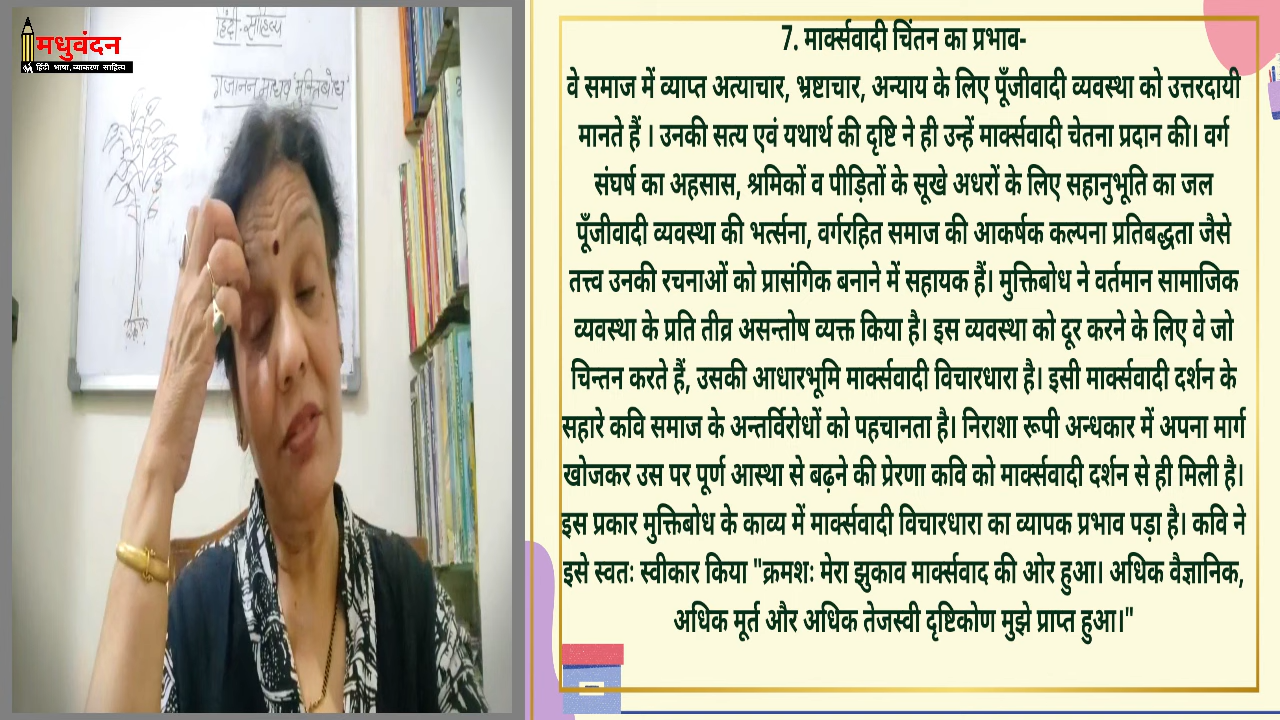 मधुवंदन
हिंदी भाषा, व्याकरण साहित्य
हिंदी-साहित्य
गजानन माधव मुक्तिबोध
7. मार्क्सवादी चिंतन का प्रभाव-
वे समाज में व्याप्त अत्याचार, भ्रष्टाचार, अन्याय के लिए पूँजीवादी व्यवस्था को उत्तरदायी
मानते हैं । उनकी सत्य एवं यथार्थ की दृष्टि ने ही उन्हें मार्क्सवादी चेतना प्रदान की। वर्ग
संघर्ष का अहसास, श्रमिकों व पीड़ितों के सूखे अधरों के लिए सहानुभूति का जल
पूँजीवादी व्यवस्था की भर्त्सना, वर्गरहित समाज की आकर्षक कल्पना प्रतिबद्धता जैसे
तत्त्व उनकी रचनाओं को प्रासंगिक बनाने में सहायक हैं। मुक्तिबोध ने वर्तमान सामाजिक
व्यवस्था के प्रति तीव्र असन्तोष व्यक्त किया है। इस व्यवस्था को दूर करने के लिए वे जो
चिन्तन करते हैं, उसकी आधारभूमि मार्क्सवादी विचारधारा है। इसी मार्क्सवादी दर्शन के
सहारे कवि समाज के अन्तर्विरोधों को पहचानता है। निराशा रूपी अन्धकार में अपना मार्ग
खोजकर उस पर पूर्ण आस्था से बढ़ने की प्रेरणा कवि को मार्क्सवादी दर्शन से ही मिली है।
इस प्रकार मुक्तिबोध के काव्य में मार्क्सवादी विचारधारा का व्यापक प्रभाव पड़ा है। कवि ने
इसे स्वतः स्वीकार किया "क्रमशः मेरा झुकाव मार्क्सवाद की ओर हुआ। अधिक वैज्ञानिक,
अधिक मूर्त और अधिक तेजस्वी दृष्टिकोण मुझे प्राप्त हुआ।"